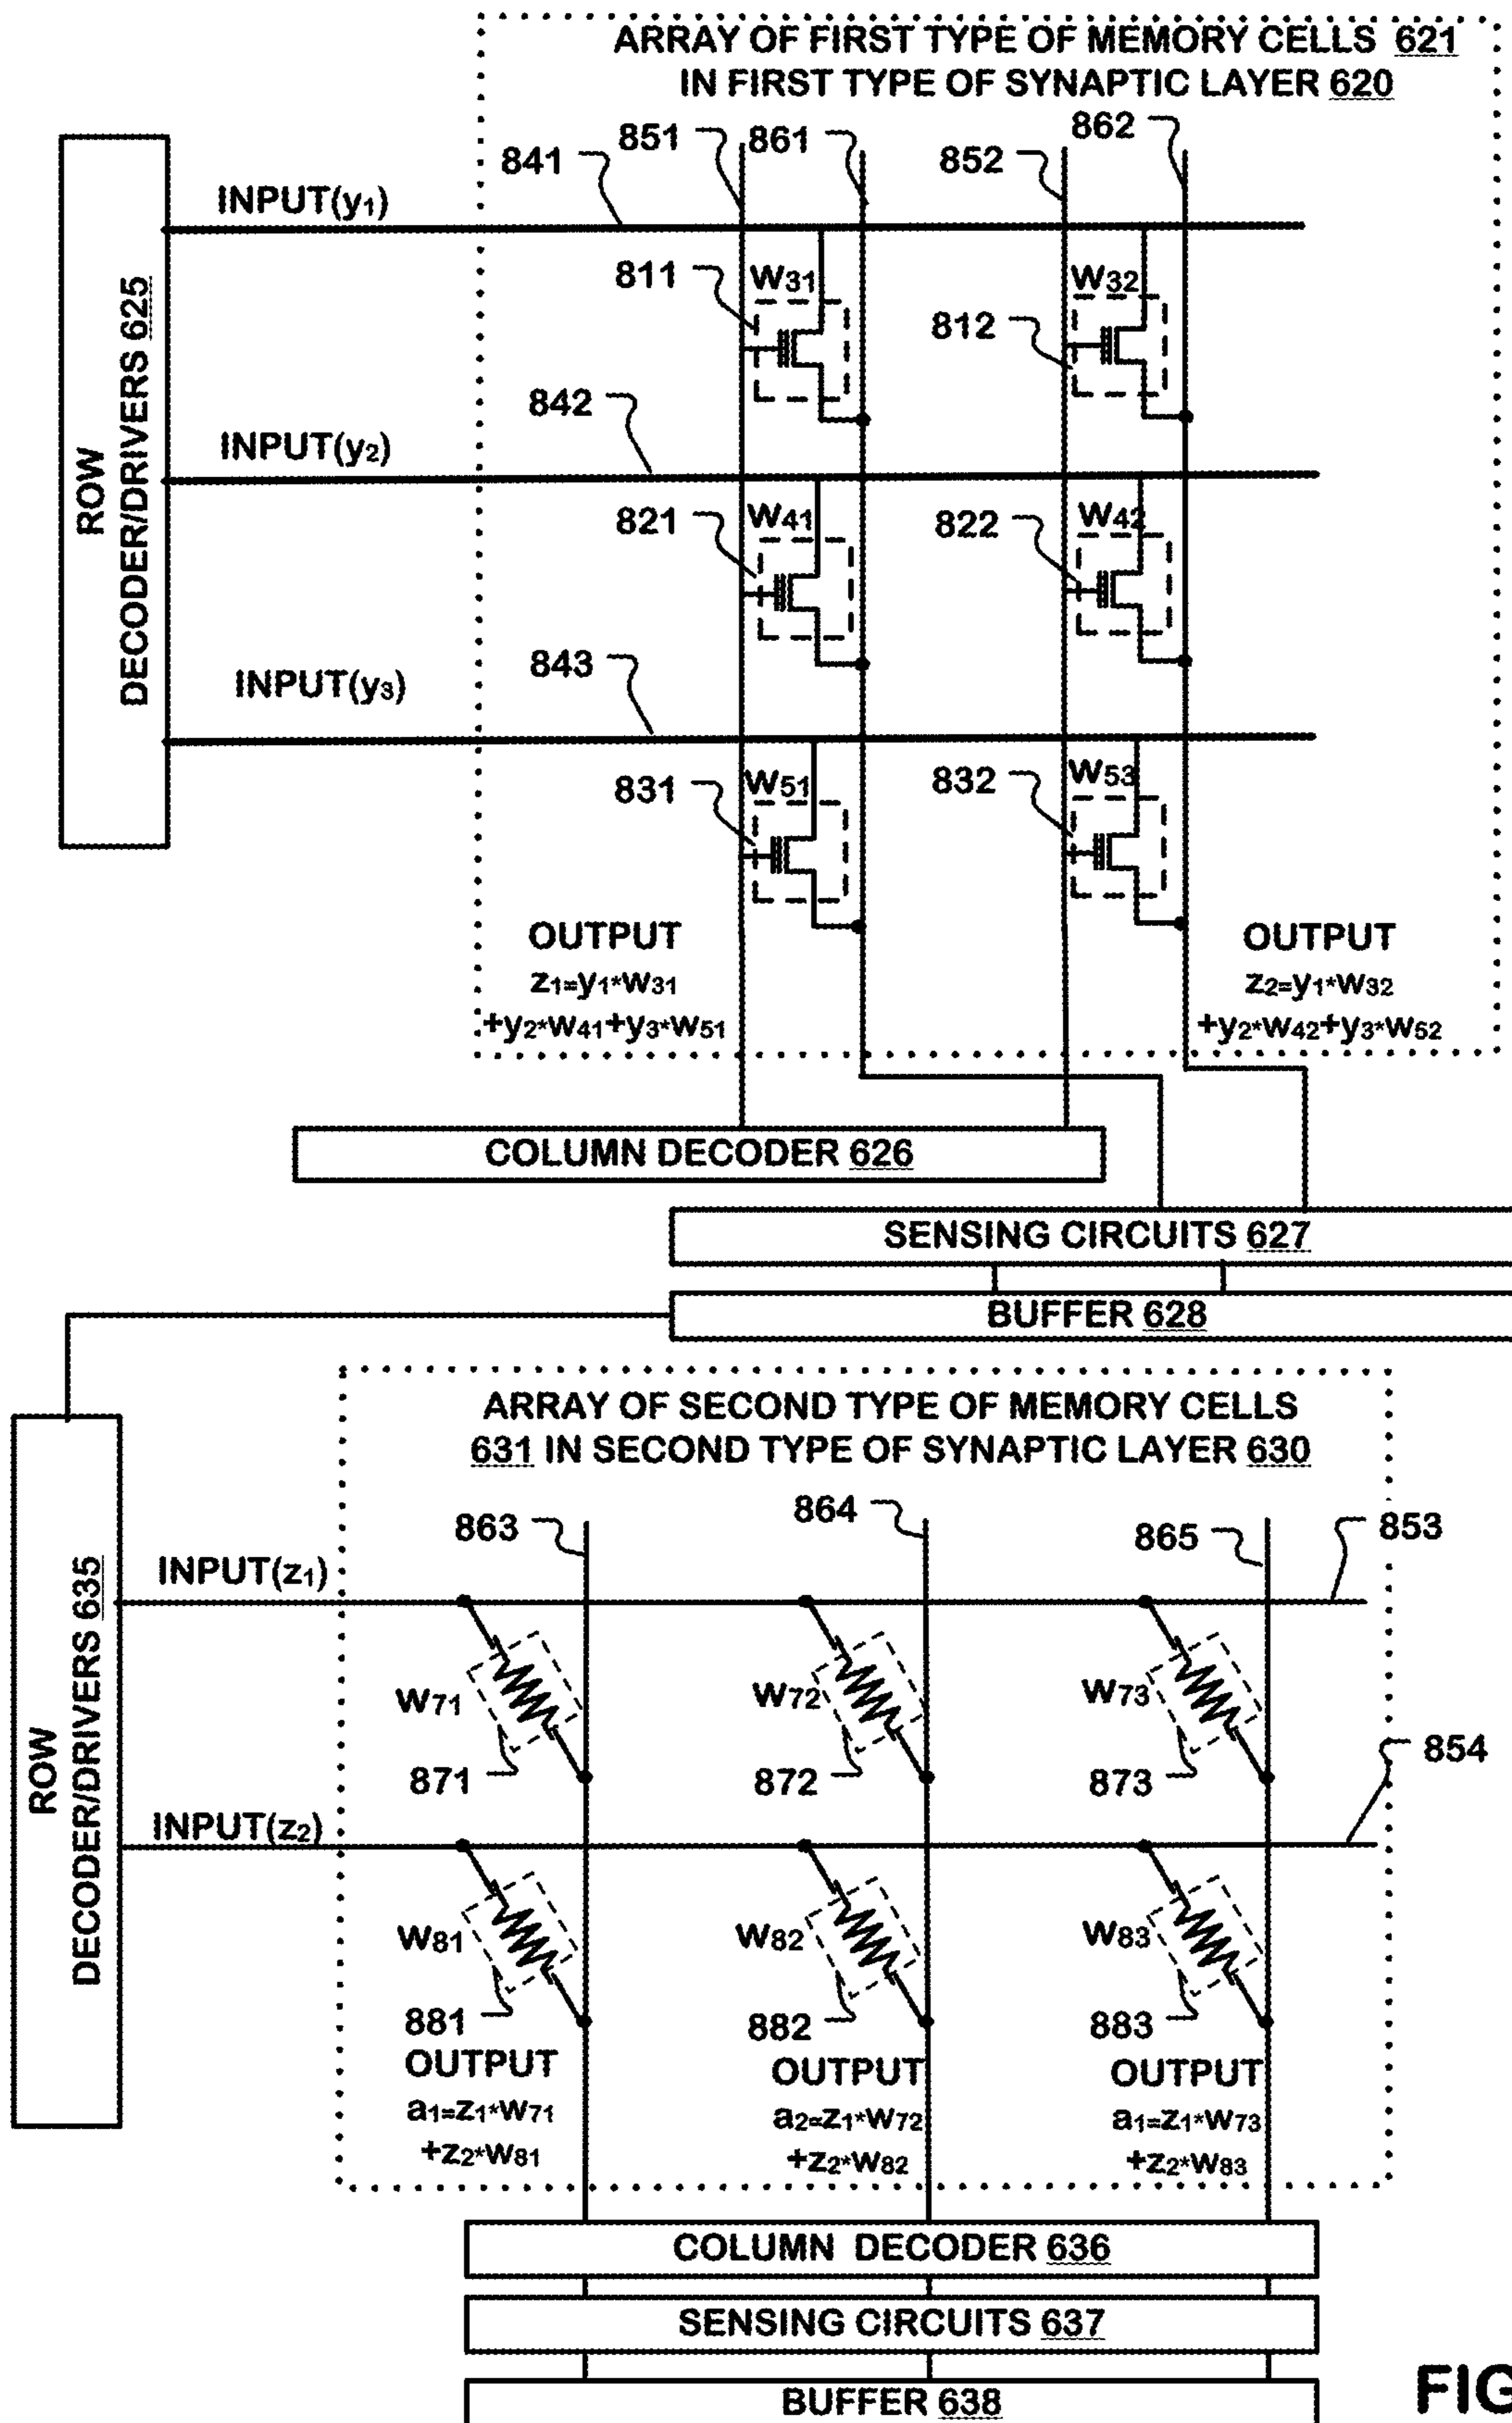 ARRAY OF FIRST TYPE OF MEMORY CELLS 621
IN FIRST TYPE OF SYNAPTIC LAYER 620
851
861
852
862
841
INPUT(y1)
811
W31
812
W32
842
INPUT(y2)
821
W41
822
W42
ROW
DECODER/DRIVERS 625
843
INPUT(y3)
831
W51
832
W53
OUTPUT
z1=y1*w31
+y2*w41+y3*w51
OUTPUT
z2=y1*w32
+y2*w42+y3*w52
COLUMN DECODER 626
SENSING CIRCUITS 627
BUFFER 628
ARRAY OF SECOND TYPE OF MEMORY CELLS
631 IN SECOND TYPE OF SYNAPTIC LAYER 630
863
864
865
853
INPUT(z1)
W71
W72
W73
871
872
873
854
INPUT(z2)
ROW
DECODER/DRIVERS 635
W81
W82
W83
881
882
883
OUTPUT
a1=z1*w71
+z2*w81
OUTPUT
a2=z1*w72
+z2*w82
OUTPUT
a1=z1*w73
+z2*w83
COLUMN DECODER 636
SENSING CIRCUITS 637
BUFFER 638
FIG